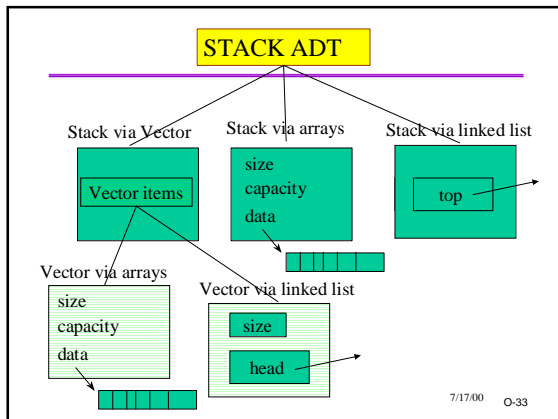 STACK ADT
Stack via Vector
Stack via arrays
Stack via linked list
Vector items
size
capacity
data
top
Vector via arrays
size
capacity
data
Vector via linked list
size
head
7/17/00
O-33